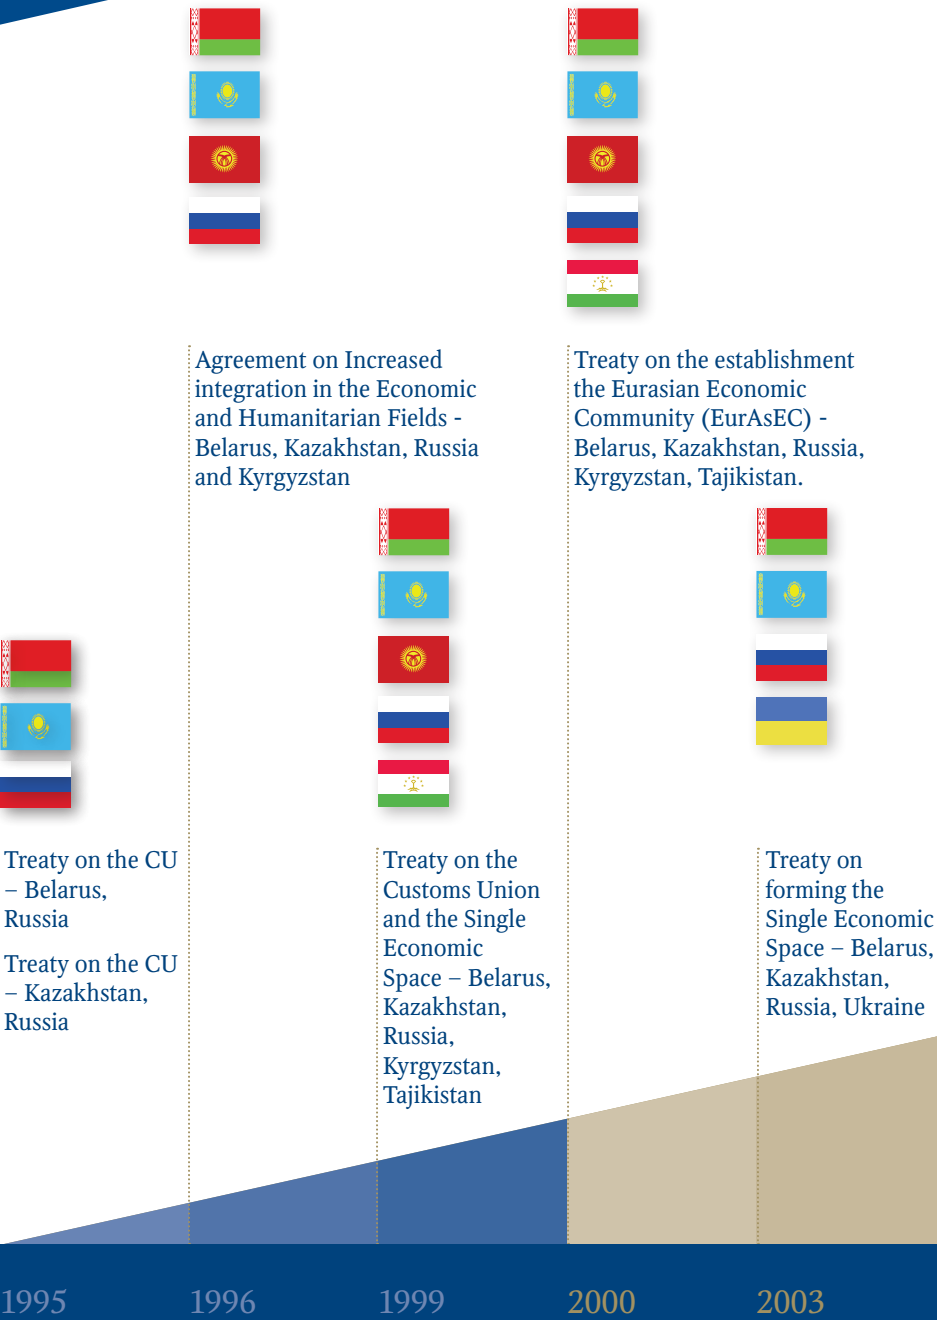 Agreement on Increased
integration in the Economic
and Humanitarian Fields -
Belarus, Kazakhstan, Russia
and Kyrgyzstan
Treaty on the establishment
the Eurasian Economic
Community (EurAsEC) -
Belarus, Kazakhstan, Russia,
Kyrgyzstan, Tajikistan.
Treaty on the CU
– Belarus,
Russia
Treaty on the CU
– Kazakhstan,
Russia
Treaty on the
Customs Union
and the Single
Economic
Space – Belarus,
Kazakhstan,
Russia,
Kyrgyzstan,
Tajikistan
Treaty on
forming the
Single Economic
Space – Belarus,
Kazakhstan,
Russia, Ukraine
1995 1996 1999 2000 2003